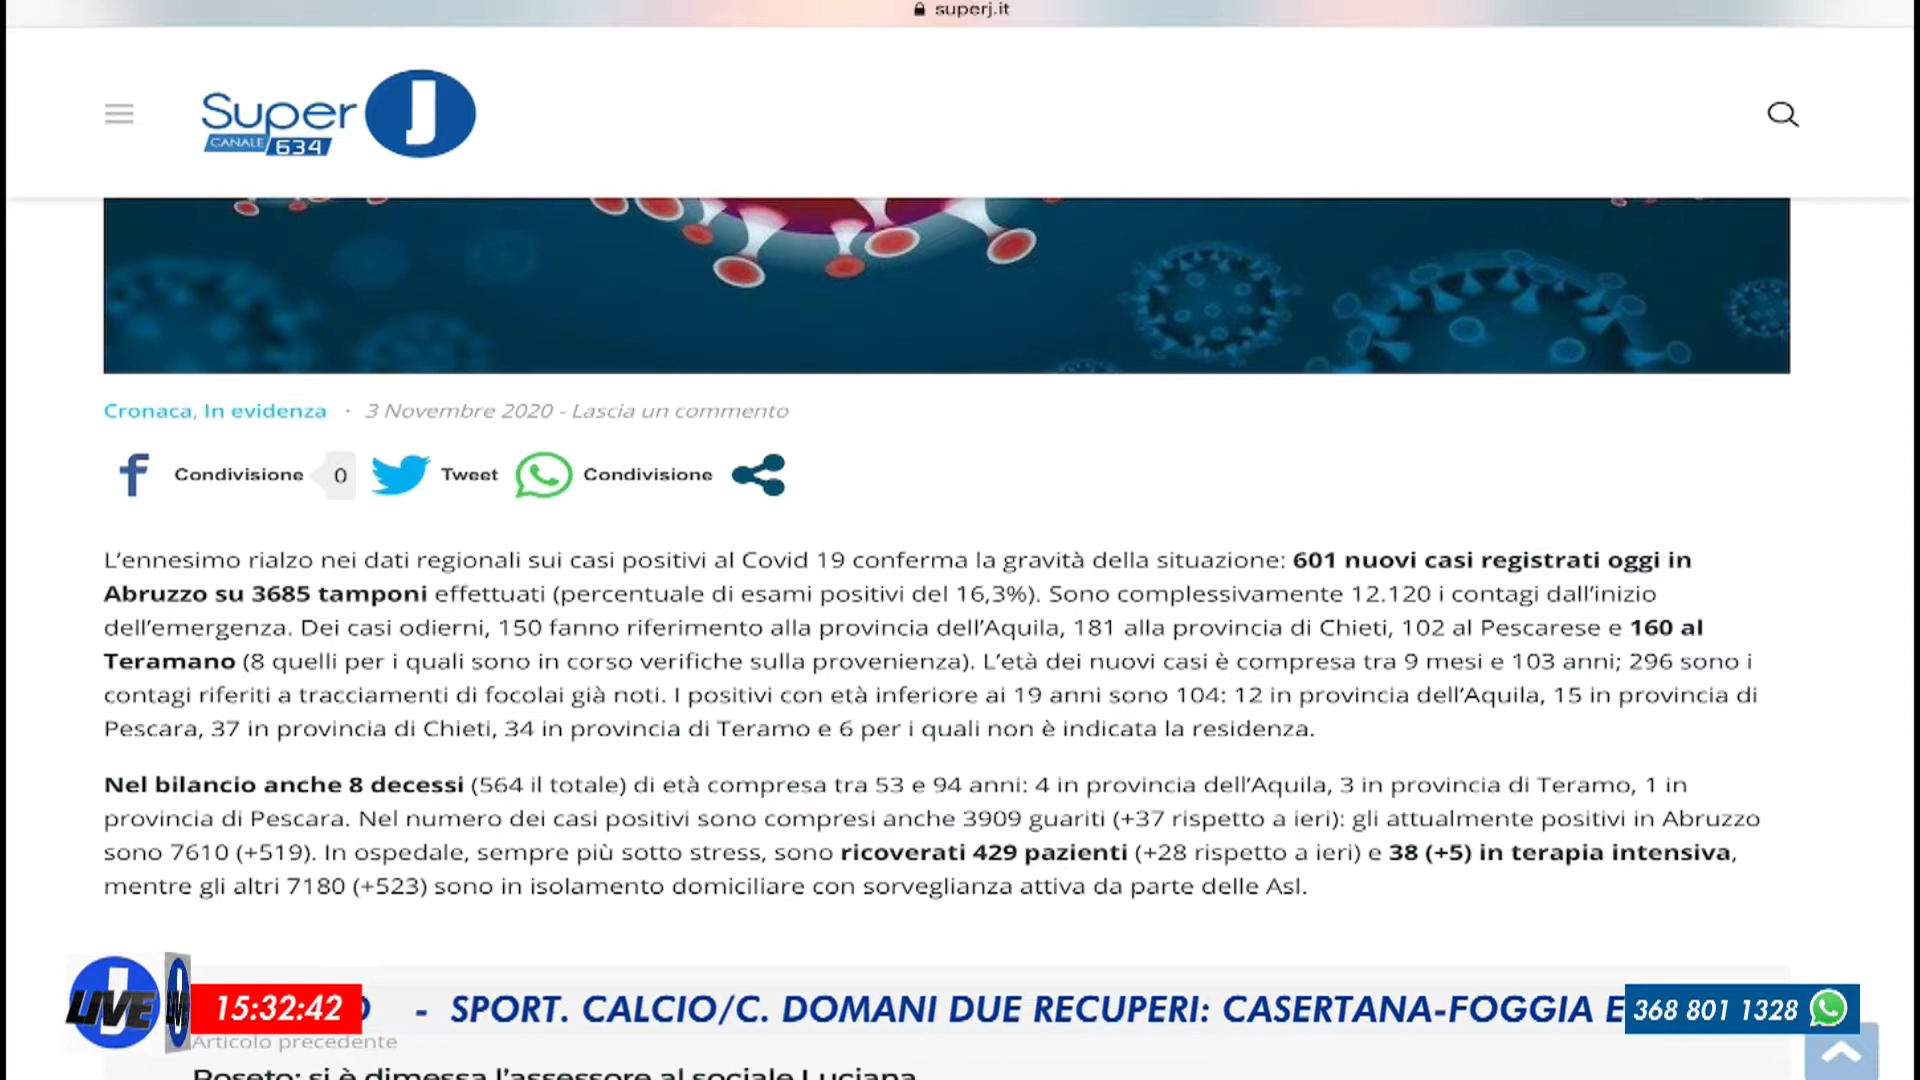 superj.it
Super J
CANALE 634
Cronaca, In evidenza · 3 Novembre 2020 - Lascia un commento
Condivisione 0 Tweet Condivisione
L’ennesimo rialzo nei dati regionali sui casi positivi al Covid 19 conferma la gravità della situazione: 601 nuovi casi registrati oggi in
Abruzzo su 3685 tamponi effettuati (percentuale di esami positivi del 16,3%). Sono complessivamente 12.120 i contagi dall’inizio
dell’emergenza. Dei casi odierni, 150 fanno riferimento alla provincia dell’Aquila, 181 alla provincia di Chieti, 102 al Pescarese e 160 al
Teramano (8 quelli per i quali sono in corso verifiche sulla provenienza). L’età dei nuovi casi è compresa tra 9 mesi e 103 anni; 296 sono i
contagi riferiti a tracciamenti di focolai già noti. I positivi con età inferiore ai 19 anni sono 104: 12 in provincia dell’Aquila, 15 in provincia di
Pescara, 37 in provincia di Chieti, 34 in provincia di Teramo e 6 per i quali non è indicata la residenza.
Nel bilancio anche 8 decessi (564 il totale) di età compresa tra 53 e 94 anni: 4 in provincia dell’Aquila, 3 in provincia di Teramo, 1 in
provincia di Pescara. Nel numero dei casi positivi sono compresi anche 3909 guariti (+37 rispetto a ieri): gli attualmente positivi in Abruzzo
sono 7610 (+519). In ospedale, sempre più sotto stress, sono ricoverati 429 pazienti (+28 rispetto a ieri) e 38 (+5) in terapia intensiva,
mentre gli altri 7180 (+523) sono in isolamento domiciliare con sorveglianza attiva da parte delle Asl.
J LIVE 15:32:42 - SPORT. CALCIO/C. DOMANI DUE RECUPERI: CASERTANA-FOGGIA E 368 801 1328
Articolo precedente
Roseto: si è dimessa l’assessore al sociale Luciana